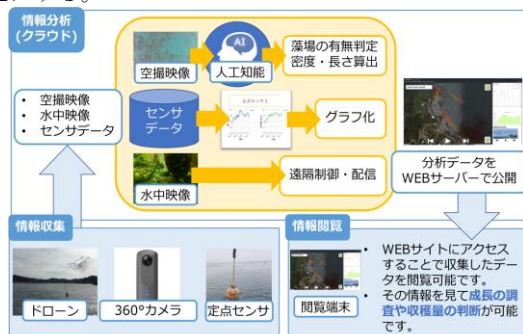 情報分析
(クラウド)
• 空撮映像
• 水中映像
• センサデータ
空撮映像
AI
人工知能
藻場の有無判定
密度・長さ算出
センサ
データ
グラフ化
水中映像
遠隔制御・配信
分析データを
WEBサーバーで公開
情報収集
ドローン
360°カメラ
定点センサ
情報閲覧
閲覧端末
• WEBサイトにアクセス
することで収集したデー
タを閲覧可能です。
• その情報を見て成長の調
査や収穫量の判断が可能
です。